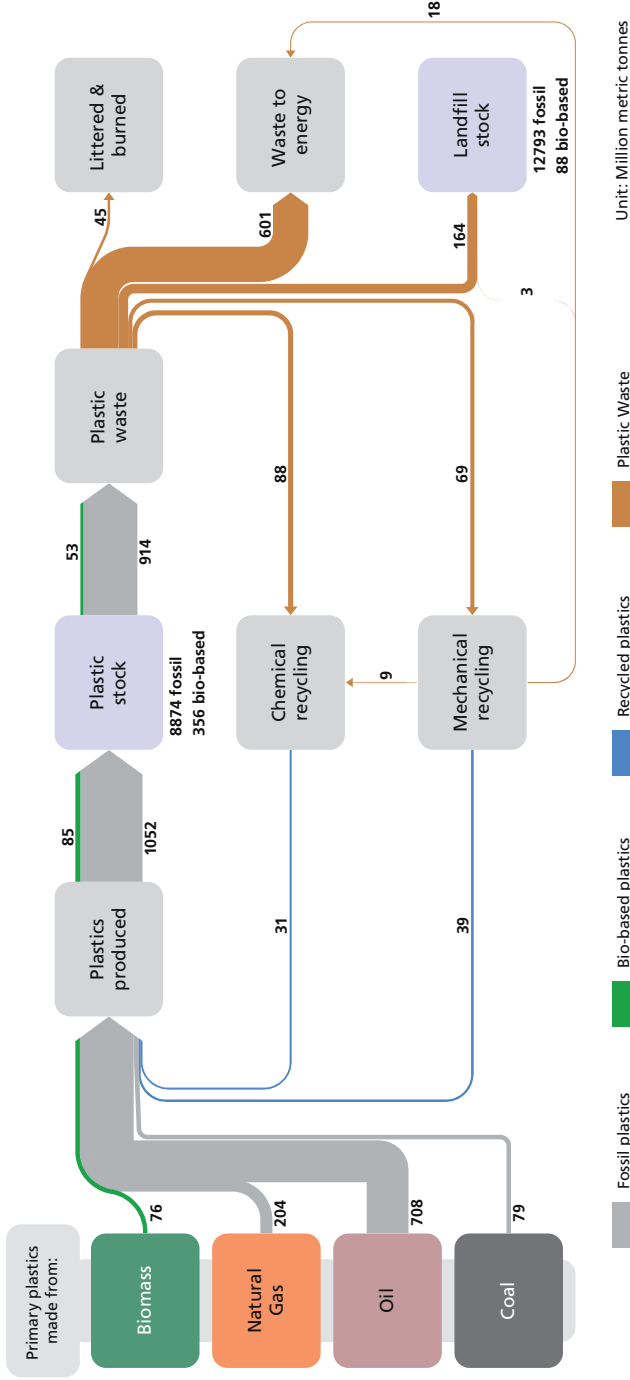 Primary plastics
made from:
Biomass
Natural
Gas
Oil
Coal
76
204
708
79
Plastics
produced
85
1052
31
39
Plastic
stock
8874 fossil
356 bio-based
Chemical
recycling
9
Mechanical
recycling
53
914
88
69
Plastic
waste
45
601
164
3
18
Littered &
burned
Waste to
energy
Landfill
stock
12793 fossil
88 bio-based
Fossil plastics
Bio-based plastics
Recycled plastics
Plastic Waste
Unit: Million metric tonnes